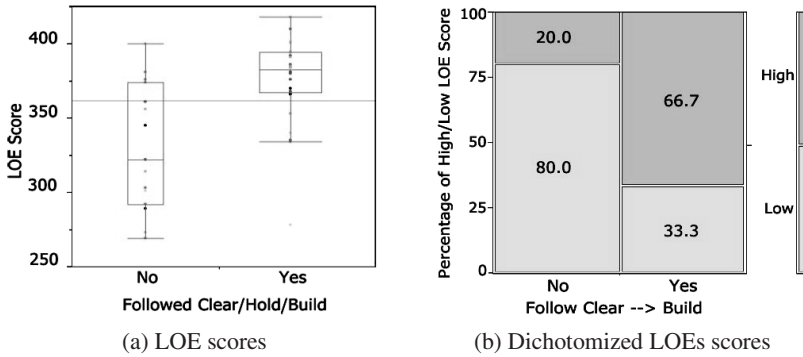 400
350
300
250
LOE Score
No
Yes
Followed Clear/Hold/Build
(a) LOE scores
100
75
50
25
0
Percentage of High/Low LOE Score
20.0
80.0
66.7
33.3
No
Yes
Follow Clear --> Build
High
Low
(b) Dichotomized LOEs scores